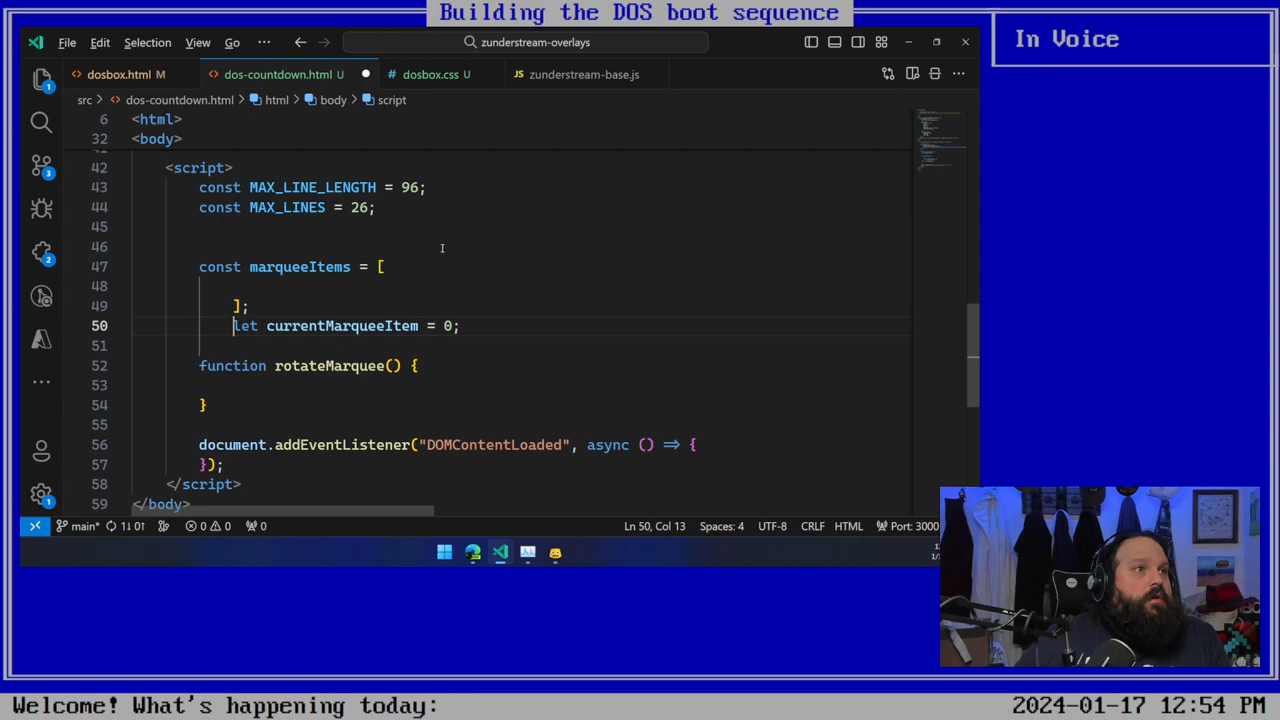 Building the DOS boot sequence
In Voice
File Edit Selection View Go ··· zunderstream-overlays
dosbox.html M dos-countdown.html U dosbox.css U JS zunderstream-base.js
src > dos-countdown.html > html > body > script
6 <html>
32 <body>
41
42 <script>
43 const MAX_LINE_LENGTH = 96;
44 const MAX_LINES = 26;
45
46
47 const marqueeItems = [
48
49 ];
50 let currentMarqueeItem = 0;
51
52 function rotateMarquee() {
53
54 }
55
56 document.addEventListener("DOMContentLoaded", async () => {
57 });
58 </script>
59 </body>
1 3 2 1
main* 0 0 0 Ln 50, Col 13 Spaces: 4 UTF-8 CRLF HTML Port: 3000
Welcome! What's happening today: 2024-01-17 12:54 PM